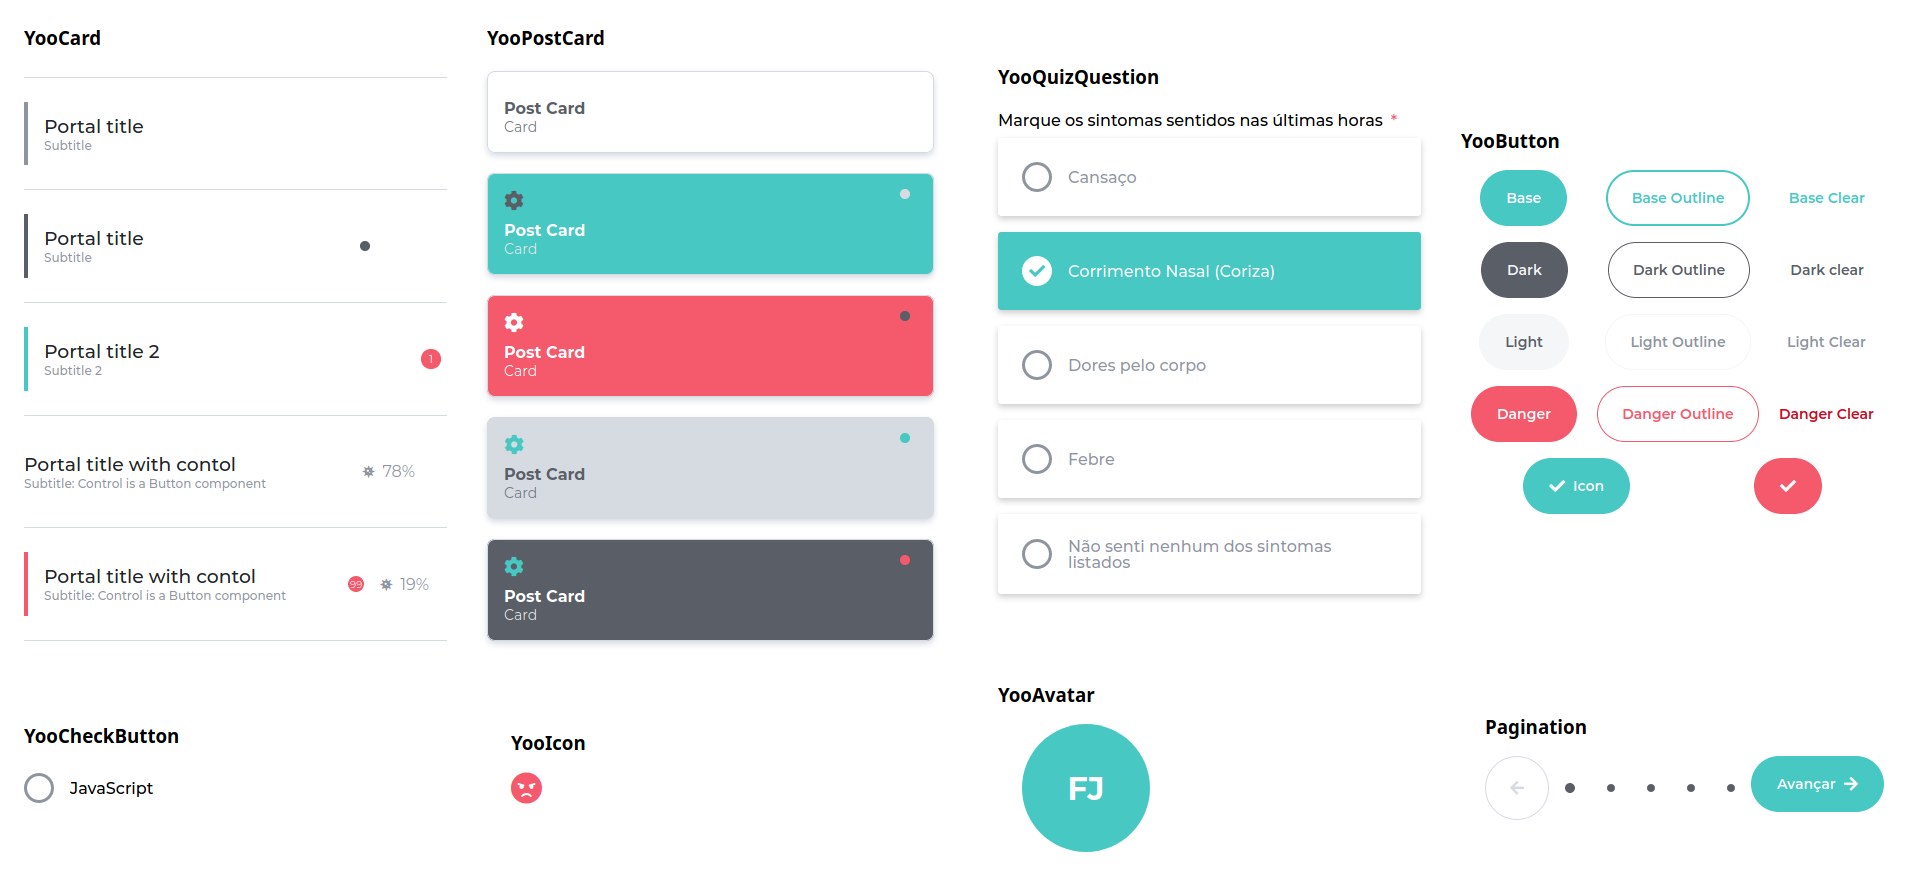 YooCard
Portal title
Subtitle
Portal title
Subtitle
Portal title 2
Subtitle 2
1
Portal title with contol
Subtitle: Control is a Button component
78%
Portal title with contol
Subtitle: Control is a Button component
99
19%
YooPostCard
Post Card
Card
Post Card
Card
Post Card
Card
Post Card
Card
Post Card
Card
YooQuizQuestion
Marque os sintomas sentidos nas últimas horas *
Cansaço
Corrimento Nasal (Coriza)
Dores pelo corpo
Febre
Não senti nenhum dos sintomas
listados
YooButton
Base
Base Outline
Base Clear
Dark
Dark Outline
Dark clear
Light
Light Outline
Light Clear
Danger
Danger Outline
Danger Clear
Icon
YooCheckButton
JavaScript
YooIcon
YooAvatar
FJ
Pagination
Avançar